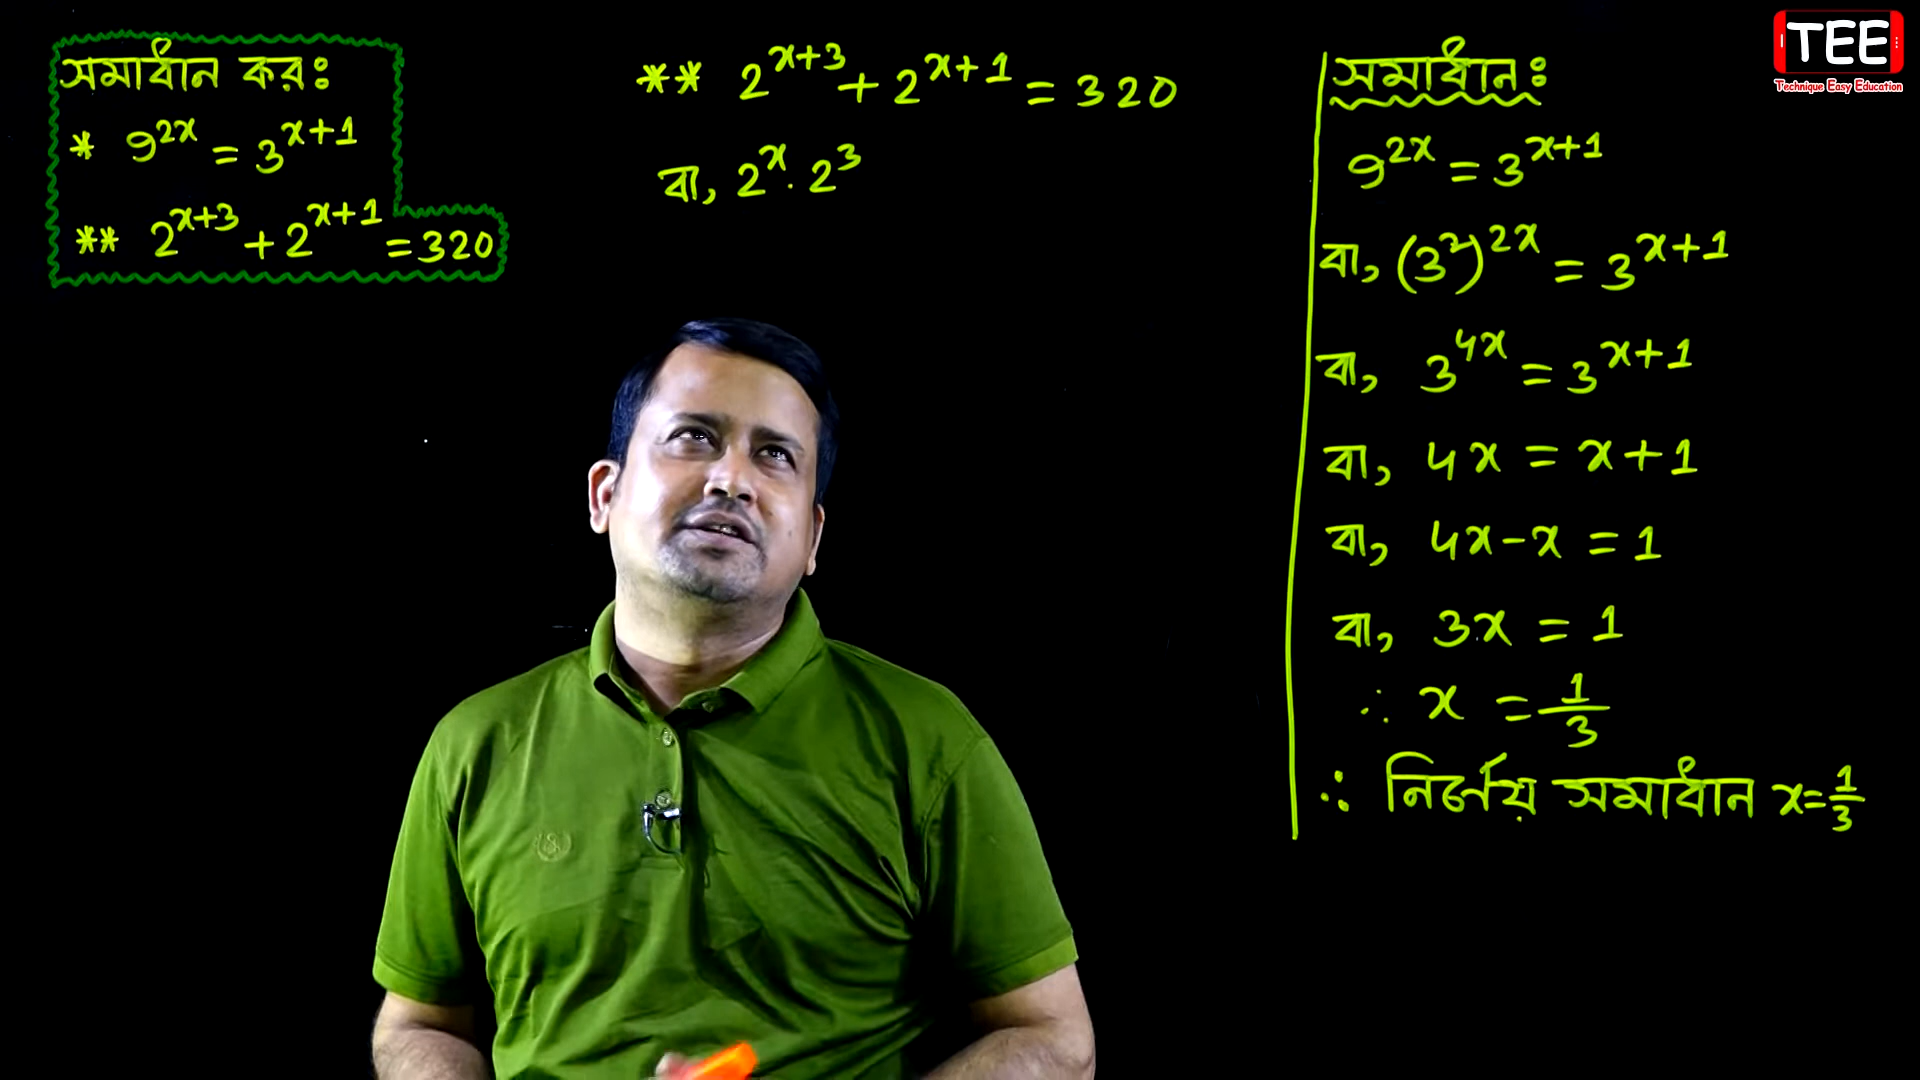 সমাধান করঃ
* 9^{2x} = 3^{x+1}
** 2^{x+3} + 2^{x+1} = 320
** 2^{x+3} + 2^{x+1} = 320
বা, 2^x . 2^3
সমাধানঃ
9^{2x} = 3^{x+1}
বা, (3^2)^{2x} = 3^{x+1}
বা, 3^{4x} = 3^{x+1}
বা, 4x = x+1
বা, 4x-x = 1
বা, 3x = 1
∴ x = 1/3
∴ নির্ণেয় সমাধান x=1/3
TEE
Technique Easy Education